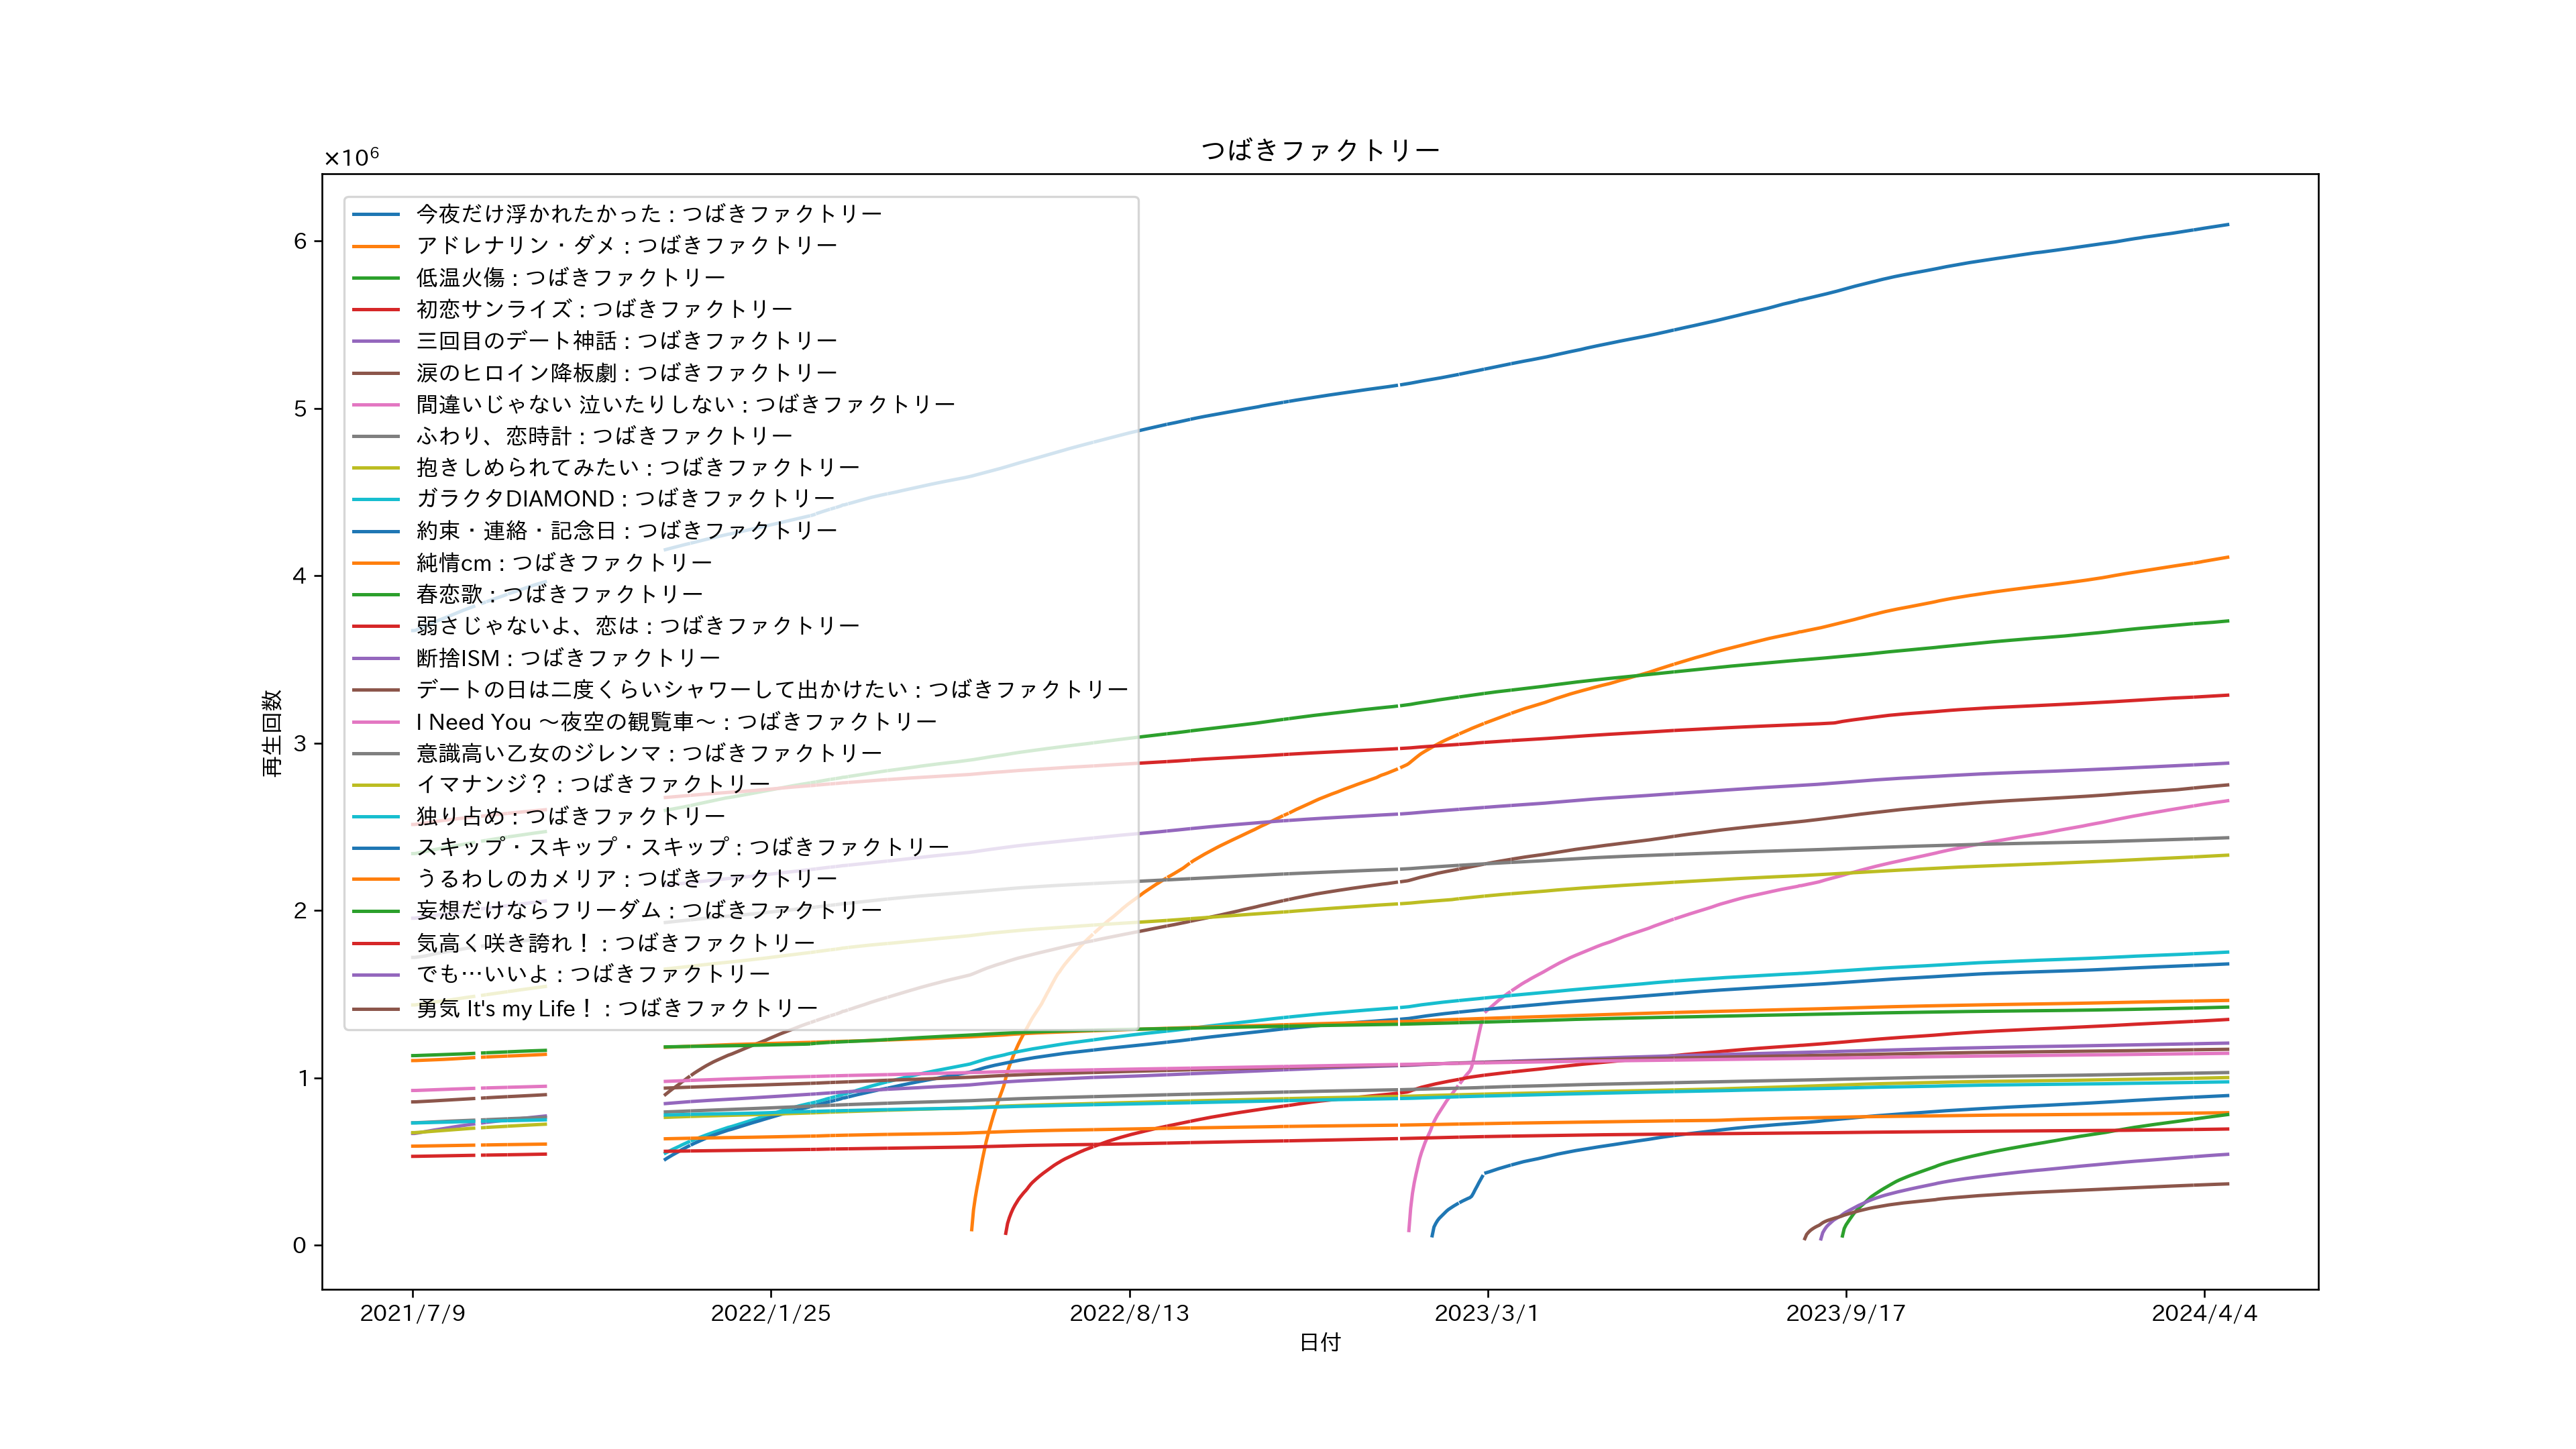 つばきファクトリー
×10⁶
今夜だけ浮かれたかった : つばきファクトリー
アドレナリン・ダメ : つばきファクトリー
低温火傷 : つばきファクトリー
初恋サンライズ : つばきファクトリー
三回目のデート神話 : つばきファクトリー
涙のヒロイン降板劇 : つばきファクトリー
間違いじゃない 泣いたりしない : つばきファクトリー
ふわり、恋時計 : つばきファクトリー
抱きしめられてみたい : つばきファクトリー
ガラクタDIAMOND : つばきファクトリー
約束・連絡・記念日 : つばきファクトリー
純情cm : つばきファクトリー
春恋歌 : つばきファクトリー
弱さじゃないよ、恋は : つばきファクトリー
断捨ISM : つばきファクトリー
デートの日は二度くらいシャワーして出かけたい : つばきファクトリー
I Need You ～夜空の観覧車～ : つばきファクトリー
意識高い乙女のジレンマ : つばきファクトリー
イマナンジ？ : つばきファクトリー
独り占め : つばきファクトリー
スキップ・スキップ・スキップ : つばきファクトリー
うるわしのカメリア : つばきファクトリー
妄想だけならフリーダム : つばきファクトリー
気高く咲き誇れ！ : つばきファクトリー
でも…いいよ : つばきファクトリー
勇気 It's my Life！ : つばきファクトリー
6
5
4
3
2
1
0
再生回数
2021/7/9
2022/1/25
2022/8/13
2023/3/1
2023/9/17
2024/4/4
日付